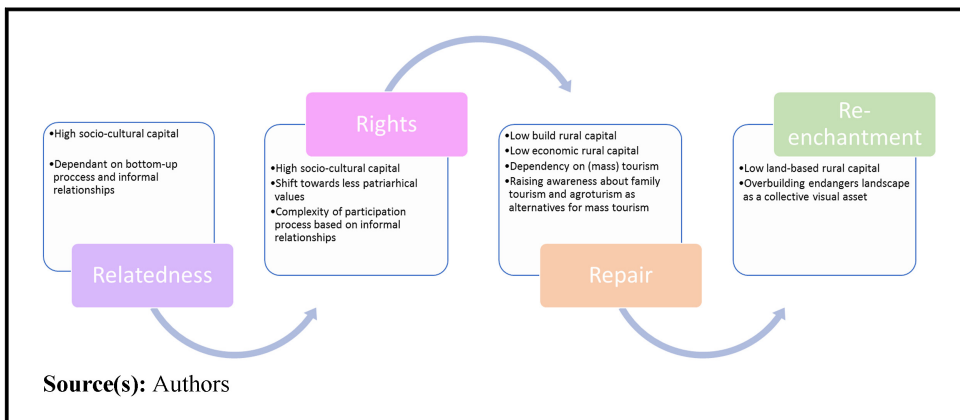 •High socio-cultural capital
•Dependant on bottom-up
proccess and informal
relationships
Relatedness
Rights
•High socio-cultural capital
•Shift towards less patriarhical
values
•Complexity of participation
process based on informal
relationships
•Low build rural capital
•Low economic rural capital
•Dependency on (mass) tourism
•Raising awareness about family
tourism and agroturism as
alternatives for mass tourism
Repair
Re-
enchantment
•Low land-based rural capital
•Overbuilding endangers landscape
as a collective visual asset
Source(s): Authors